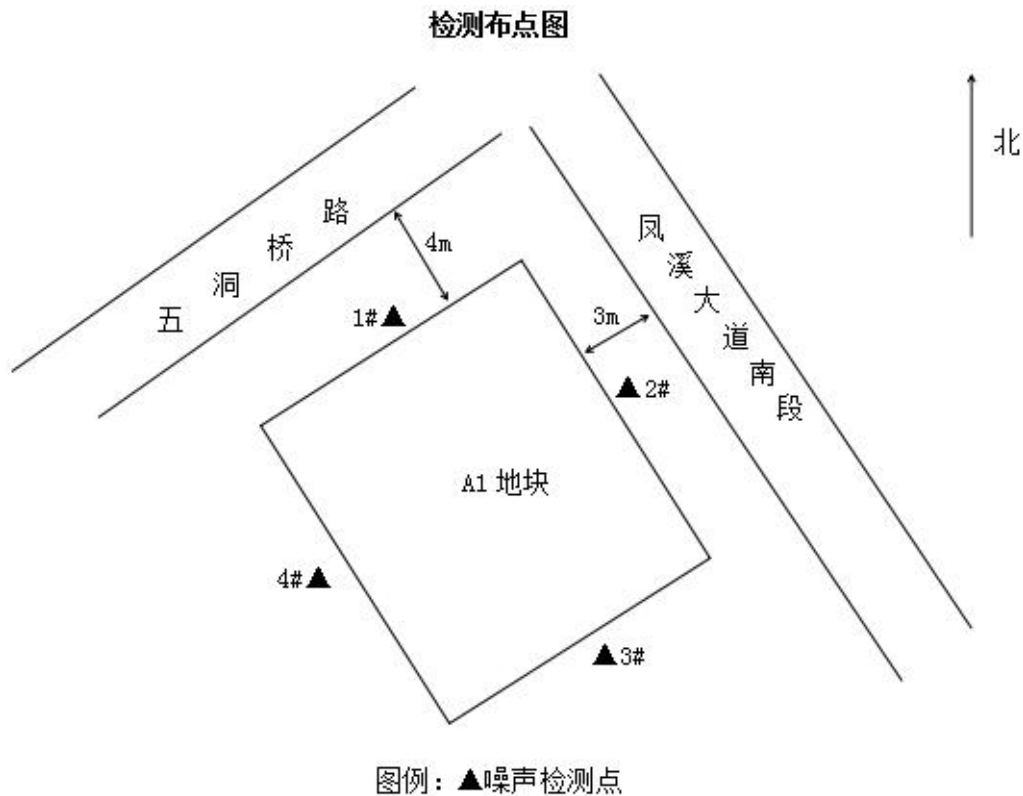 检测布点图
北
五洞桥路
凤溪大道南段
4m
3m
1#▲
▲2#
A1 地块
4#▲
▲3#
图例：▲噪声检测点